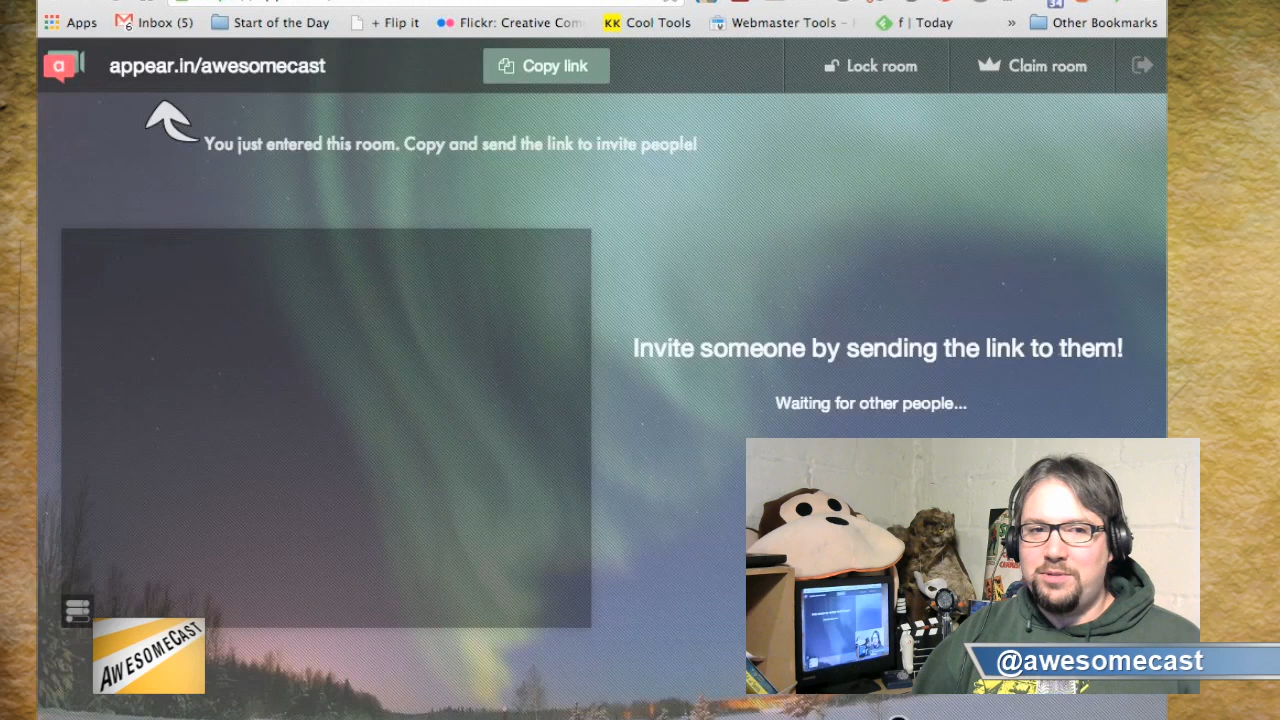 Apps
Inbox (5)
Start of the Day
+ Flip it
Flickr: Creative Com
KK Cool Tools
Webmaster Tools –
f | Today
»
Other Bookmarks
34
a
appear.in/awesomecast
Copy link
Lock room
Claim room
You just entered this room. Copy and send the link to invite people!
Invite someone by sending the link to them!
Waiting for other people...
AWESOMECAST
@awesomecast